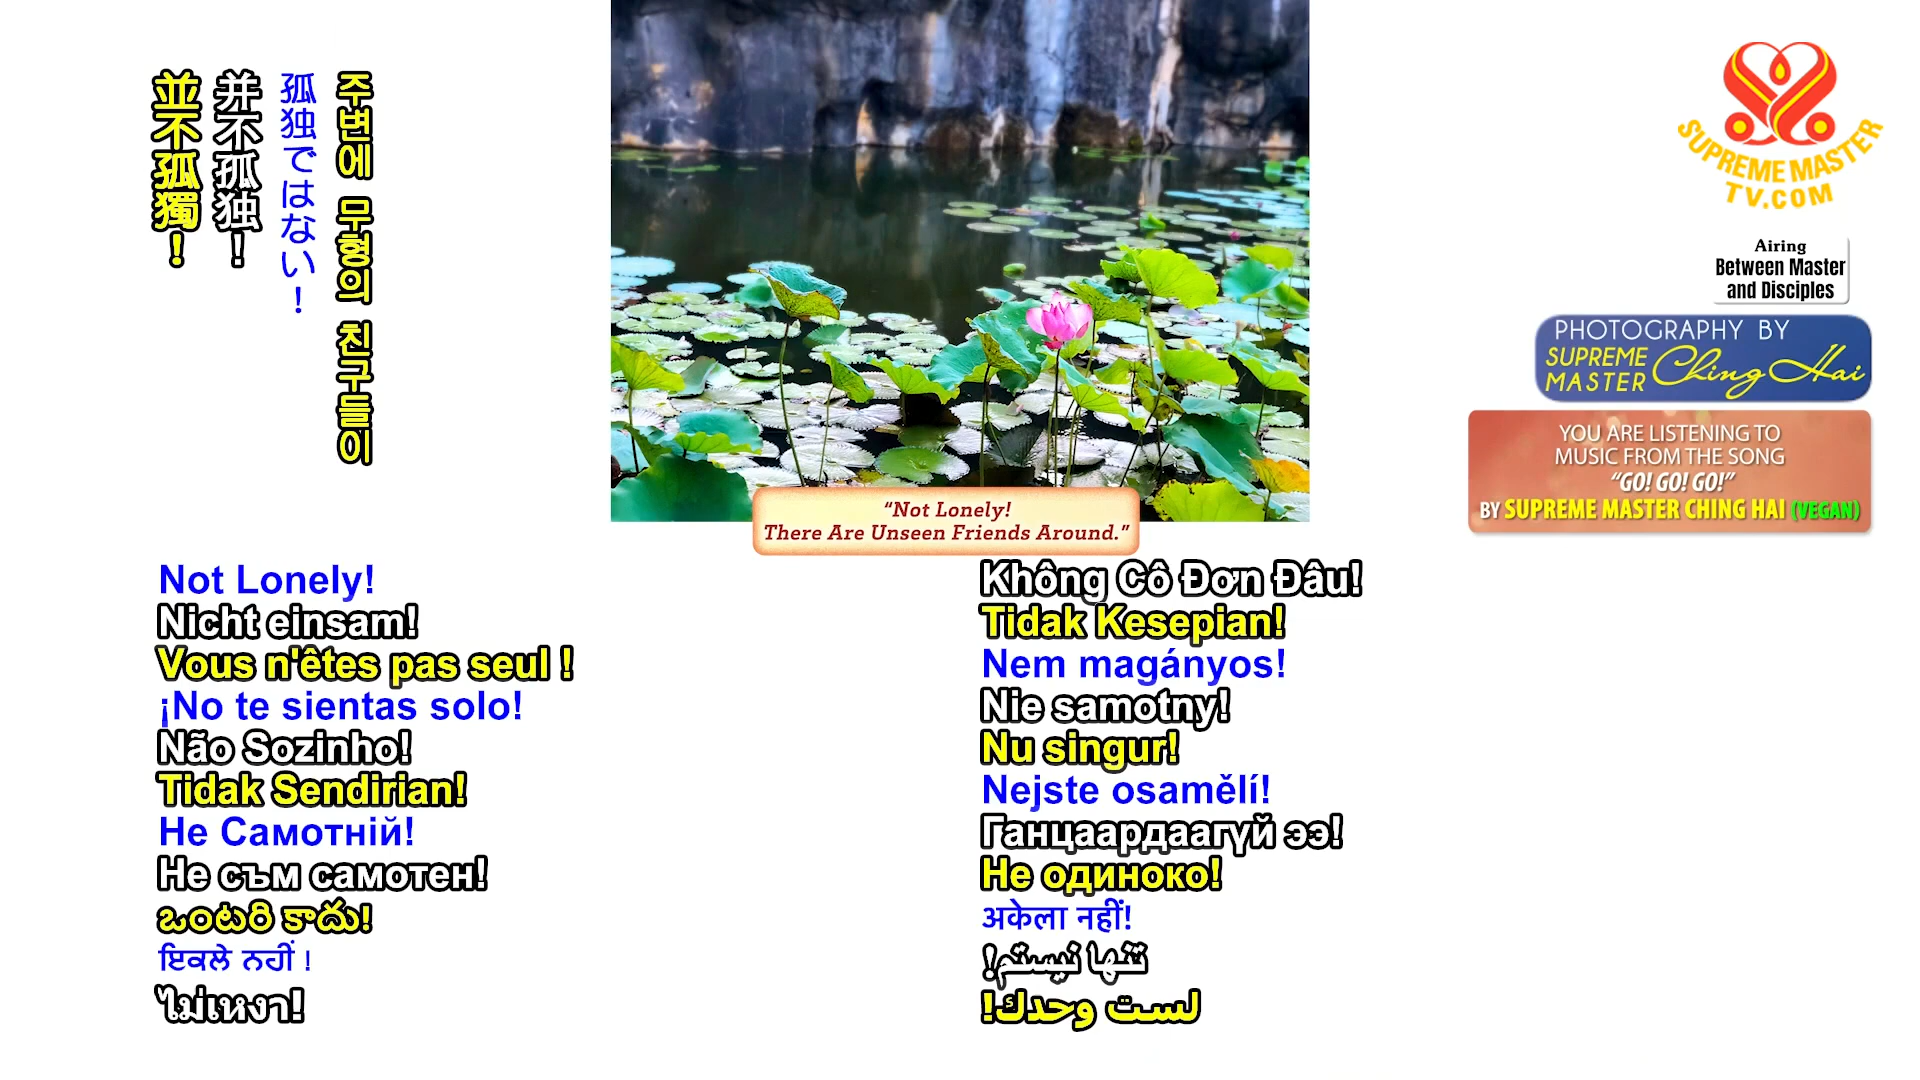 並不孤獨！
并不孤独！
孤独ではない！
주변에 무형의 친구들이
SUPREME MASTER
TV.COM
Airing
Between Master
and Disciples
PHOTOGRAPHY BY
SUPREME
MASTER Ching Hai
YOU ARE LISTENING TO
MUSIC FROM THE SONG
“GO! GO! GO!”
BY SUPREME MASTER CHING HAI (VEGAN)
“Not Lonely!
There Are Unseen Friends Around.”
Not Lonely!
Nicht einsam!
Vous n'êtes pas seul !
¡No te sientas solo!
Não Sozinho!
Tidak Sendirian!
Не Самотній!
Не съм самотен!
ఒంటరి కాదు!
ਇਕਲੇ ਨਹੀਂ !
ไม่เหงา!
Không Cô Đơn Đâu!
Tidak Kesepian!
Nem magányos!
Nie samotny!
Nu singur!
Nejste osamělí!
Ганцаардаагүй ээ!
Не одиноко!
अकेला नहीं!
تنها نیستم!
لست وحدك!